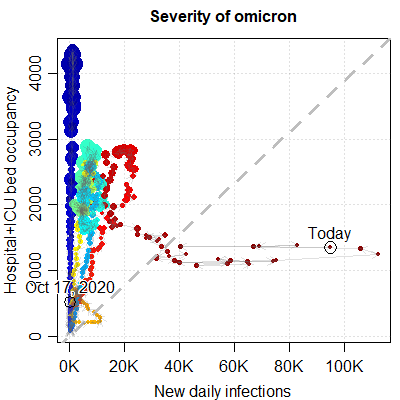 Severity of omicron
Hospital+ICU bed occupancy
4000
3000
2000
1000
0
Today
Oct 17, 2020
0K
20K
40K
60K
80K
100K
New daily infections